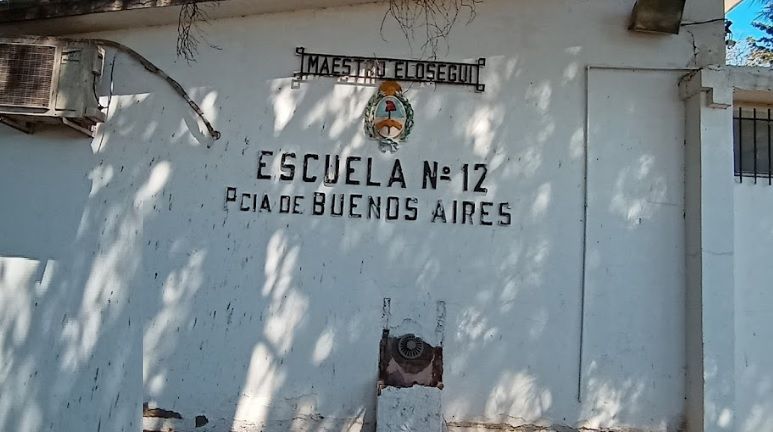 MAESTRO ELOSEGUI
ESCUELA Nº 12
PCIA DE BUENOS AIRES